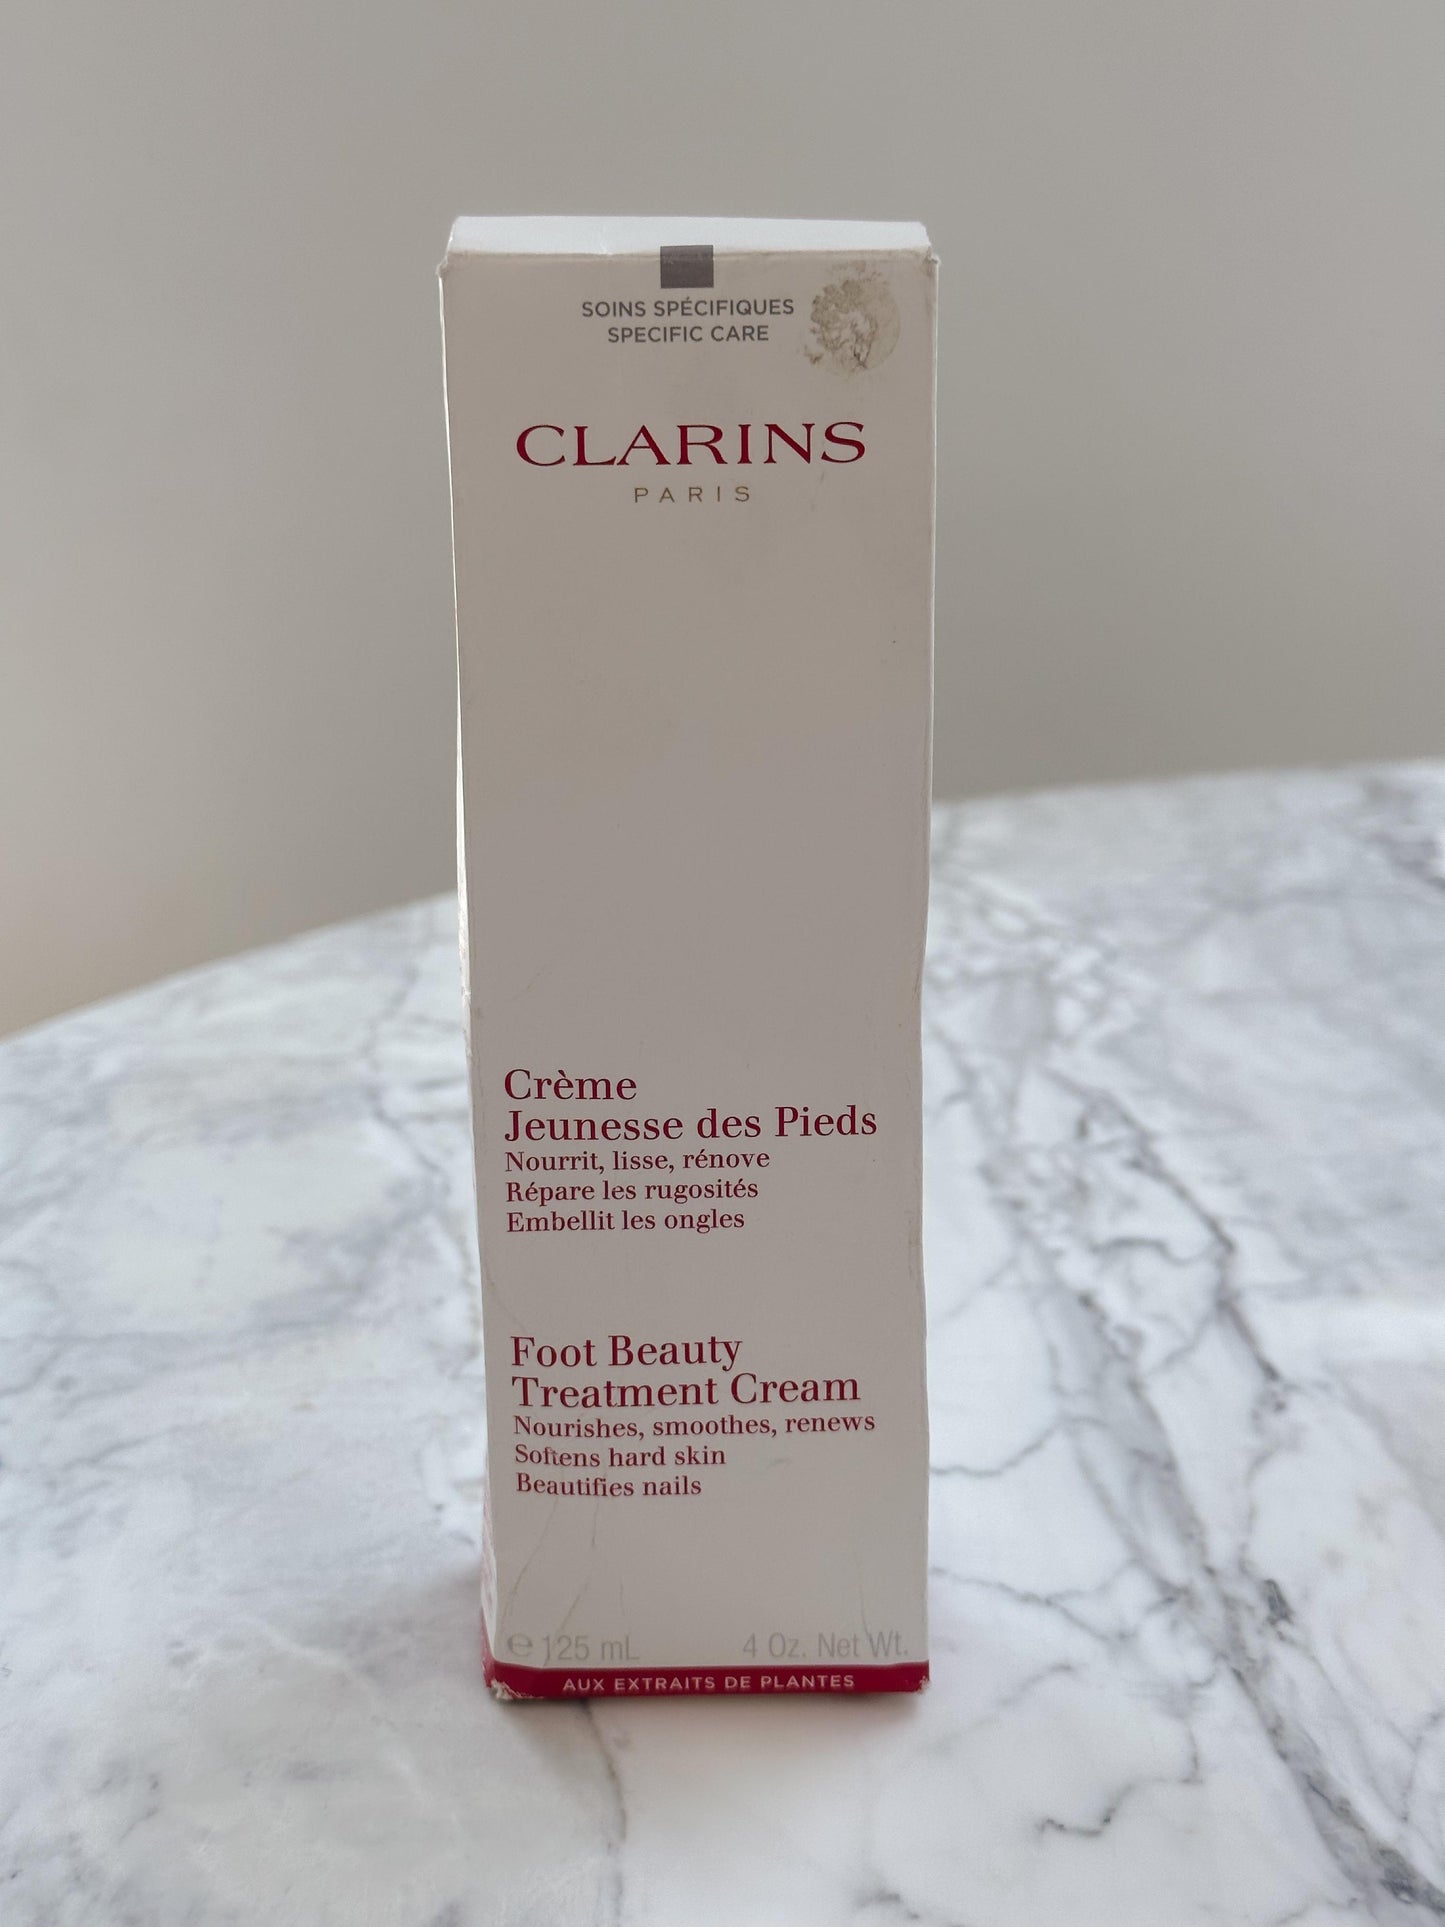 SOINS SPÉCIFIQUES
SPECIFIC CARE
CLARINS
PARIS
Crème
Jeunesse des Pieds
Nourrit, lisse, rénove
Répare les rugosités
Embellit les ongles
Foot Beauty
Treatment Cream
Nourishes, smoothes, renews
Softens hard skin
Beautifies nails
℮ 125 mL 4 Oz. Net Wt.
AUX EXTRAITS DE PLANTES